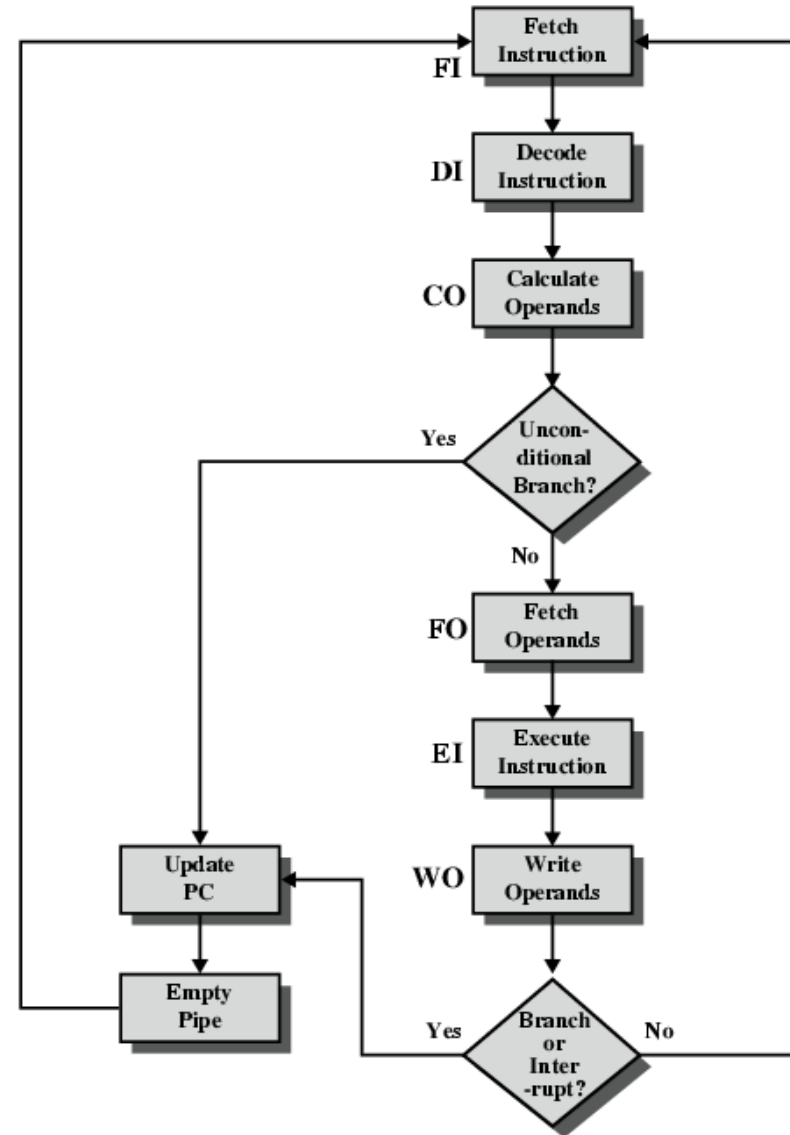 Fetch
Instruction
FI
Decode
Instruction
DI
Calculate
Operands
CO
Yes
Uncon-
ditional
Branch?
No
Fetch
Operands
FO
Execute
Instruction
EI
Update
PC
Write
Operands
WO
Empty
Pipe
Yes
Branch
or
Inter
-rupt?
No